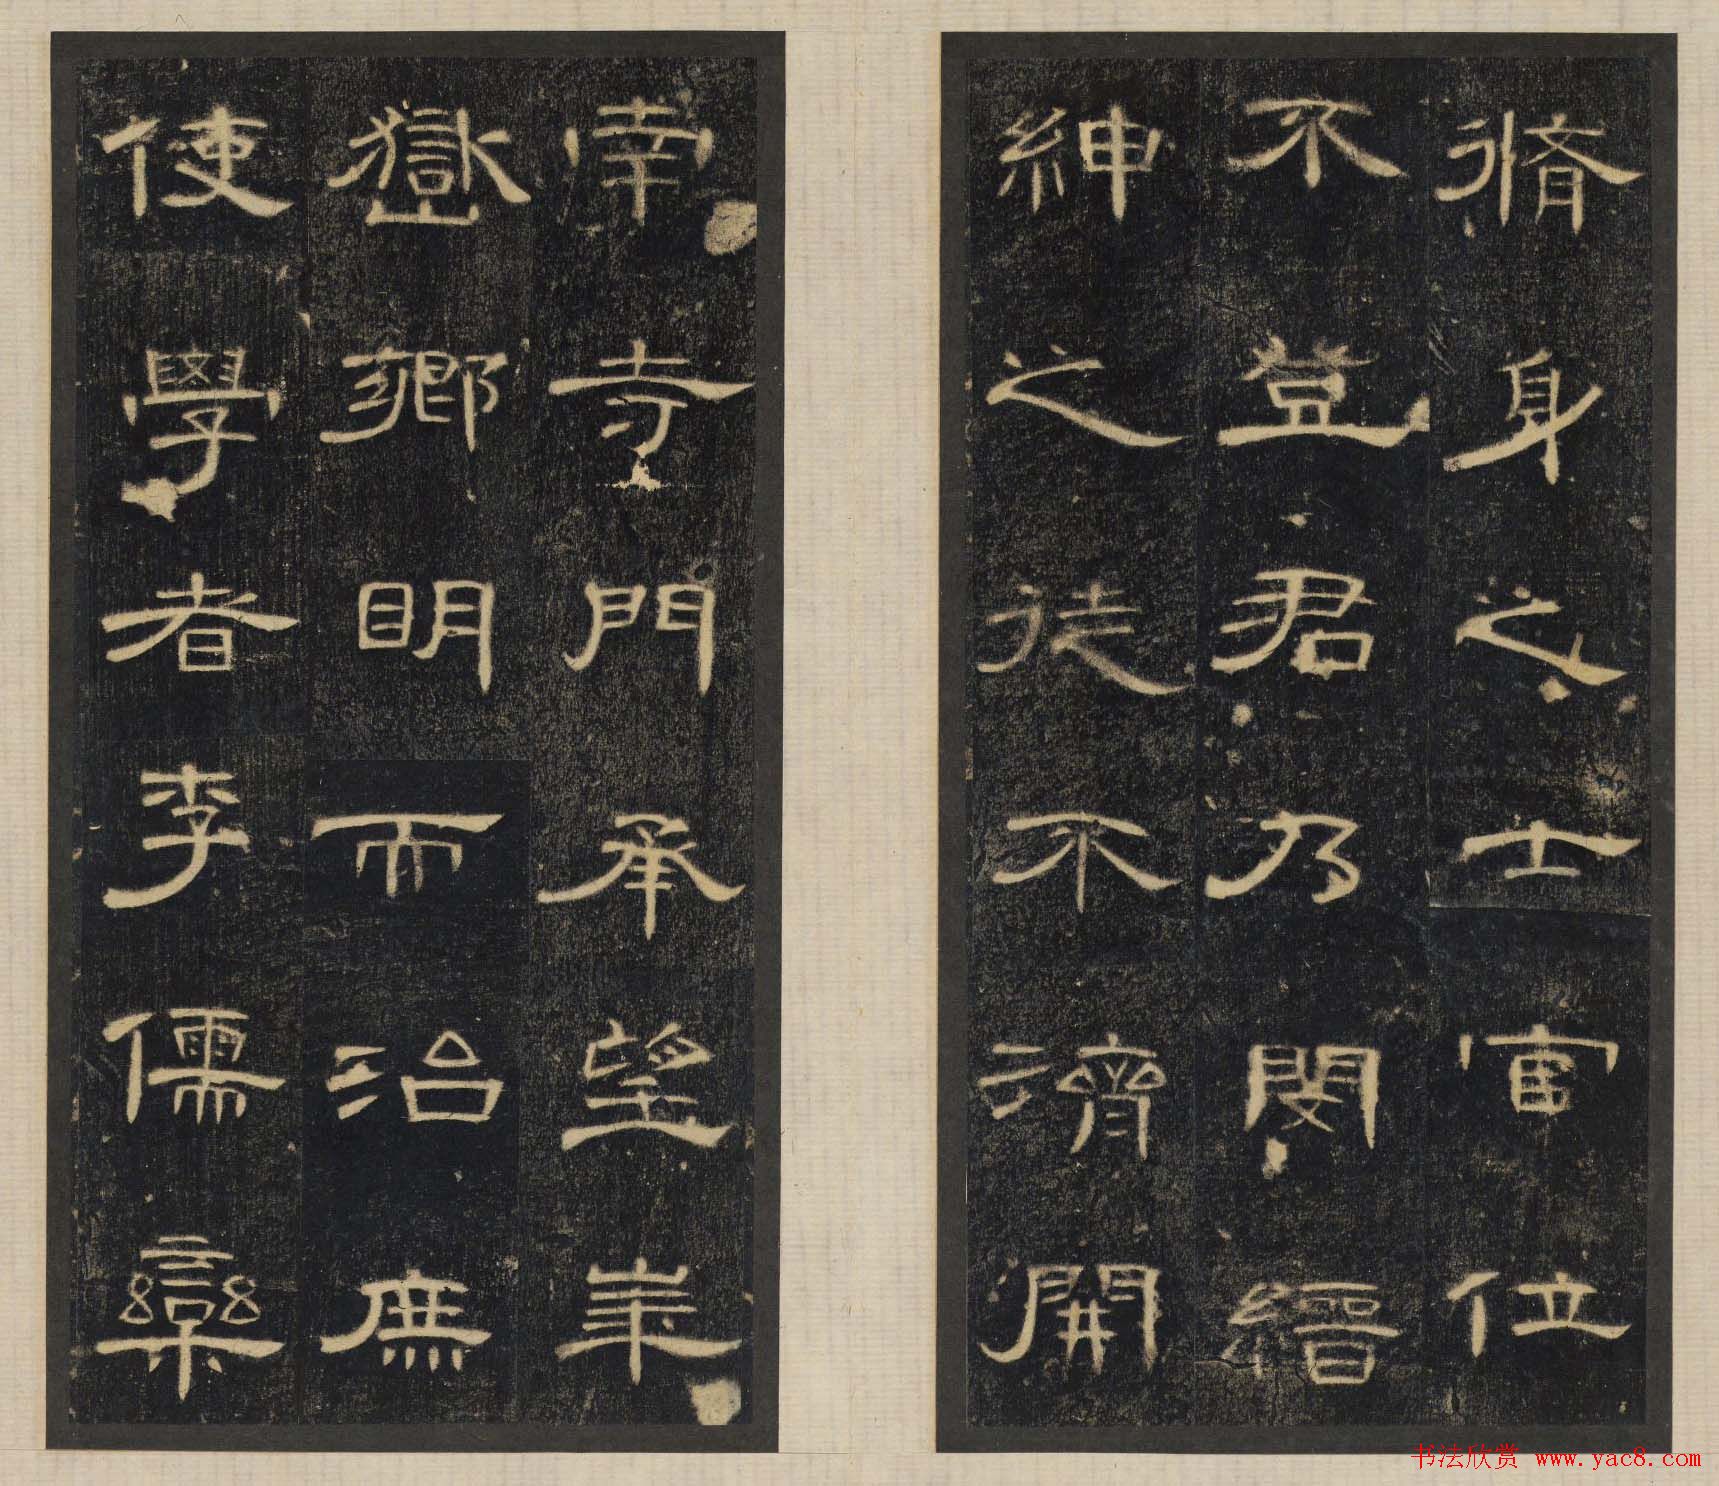 脩身之士官位
不登君乃閔縉
紳之徒不濟開
南寺門承望崋
嶽鄉明而治庶
使學者李儒欒
书法欣赏 www.yac8.com